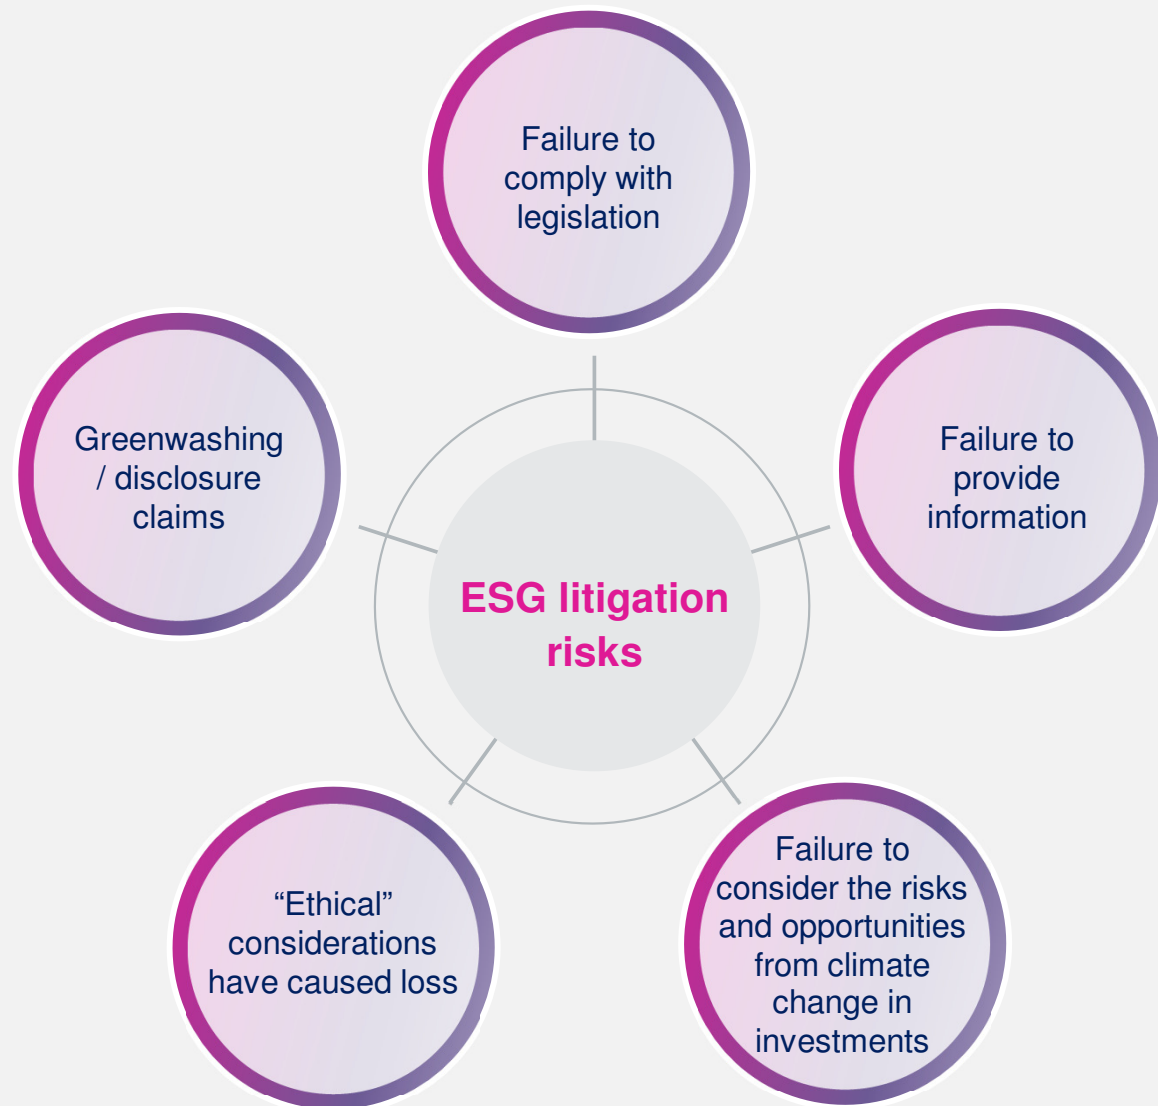 Failure to
comply with
legislation
Greenwashing
/ disclosure
claims
Failure to
provide
information
ESG litigation
risks
“Ethical”
considerations
have caused loss
Failure to
consider the risks
and opportunities
from climate
change in
investments